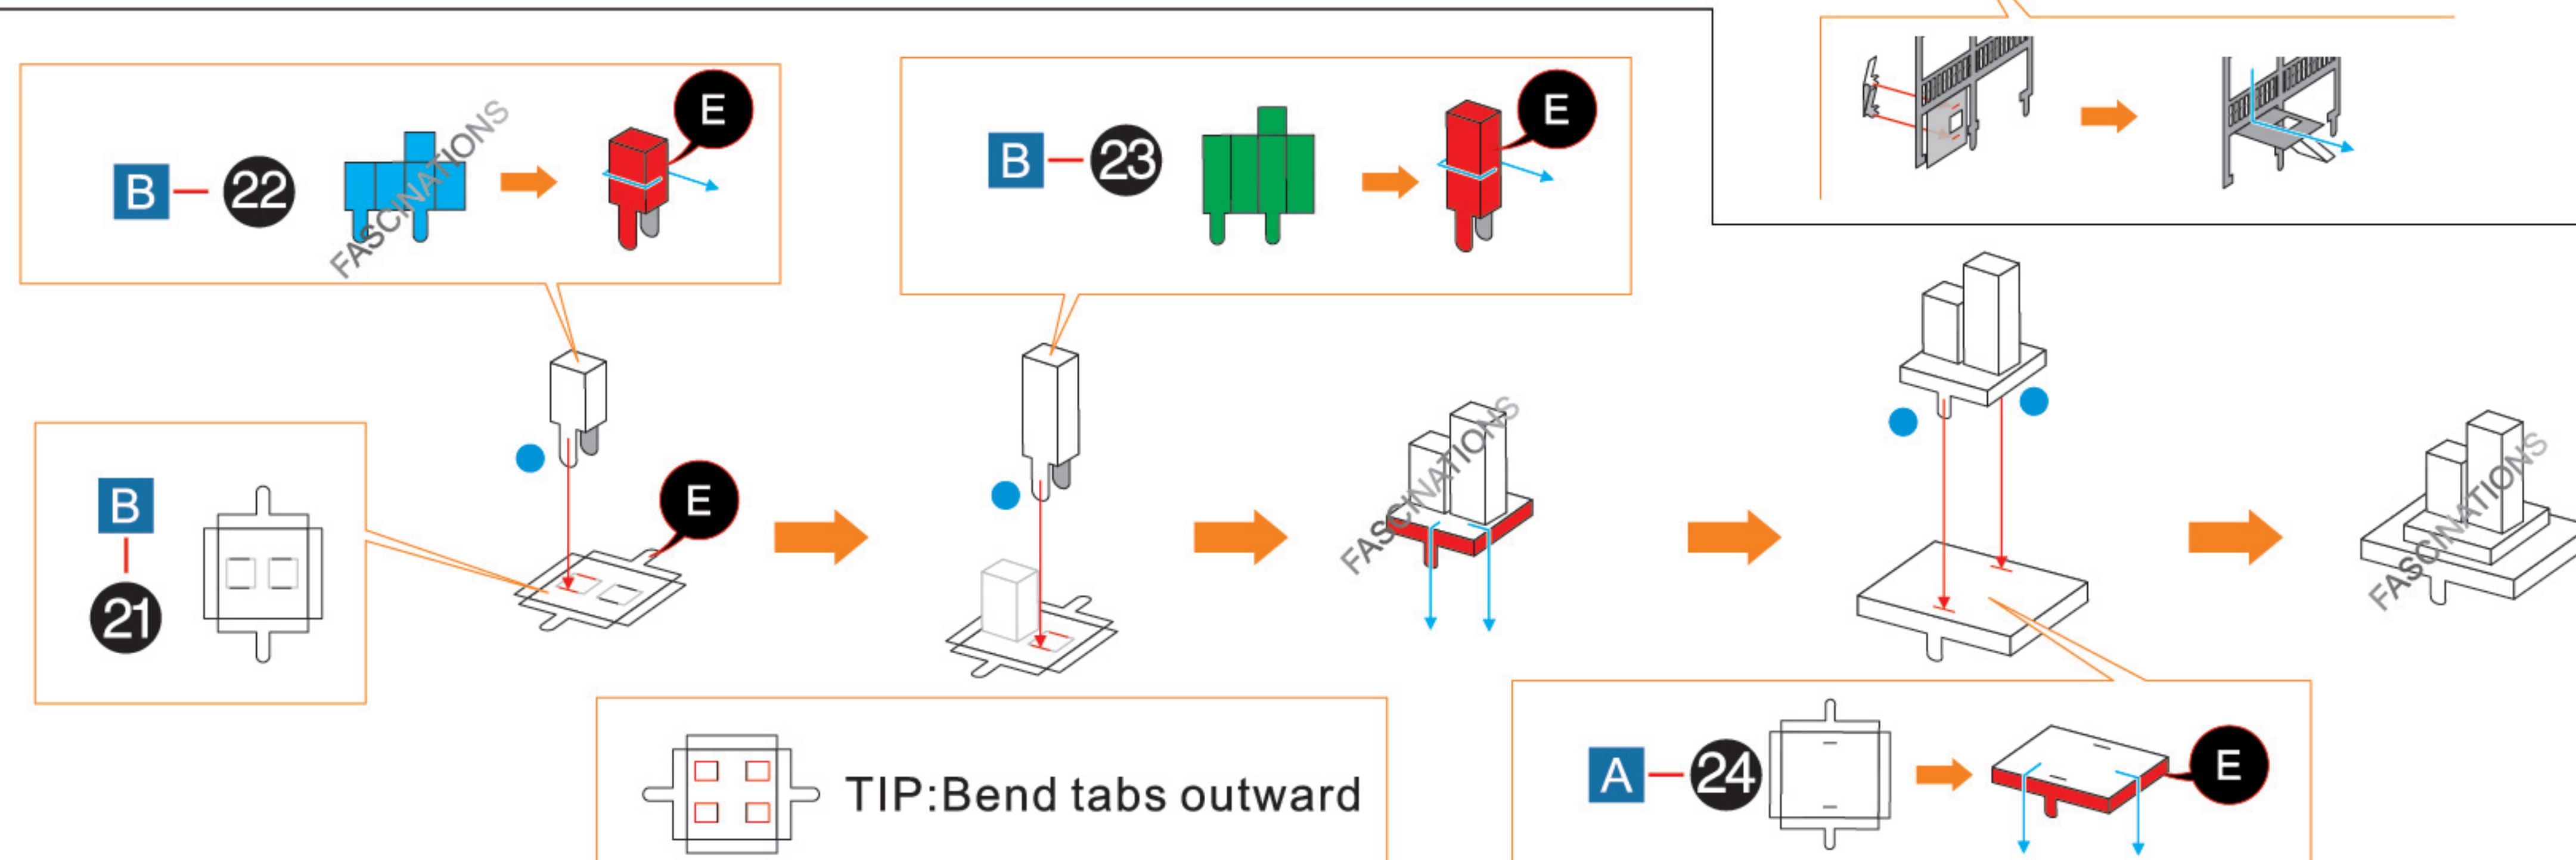 B 22 FASCINATIONS E
B 23 E
B 21 E
FASCINATIONS
FASCINATIONS
TIP:Bend tabs outward
A 24 E